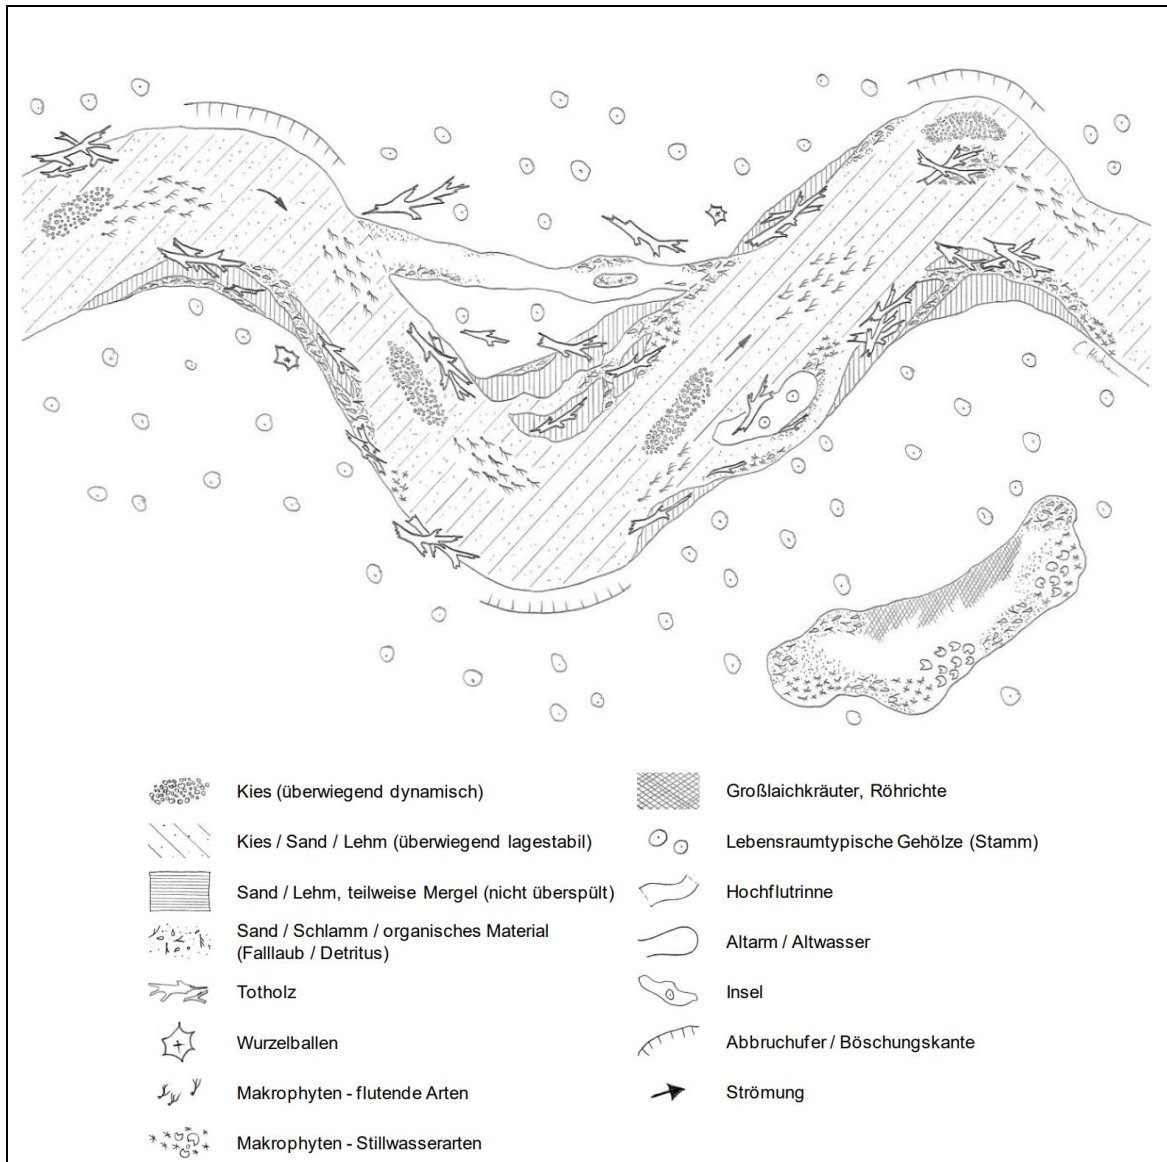 Kies (überwiegend dynamisch)
Kies / Sand / Lehm (überwiegend lagestabil)
Sand / Lehm, teilweise Mergel (nicht überspült)
Sand / Schlamm / organisches Material
(Falllaub / Detritus)
Totholz
Wurzelballen
Makrophyten - flutende Arten
Makrophyten - Stillwasserarten
Großlaichkräuter, Röhrichte
Lebensraumtypische Gehölze (Stamm)
Hochflutrinne
Altarm / Altwasser
Insel
Abbruchufer / Böschungskante
Strömung